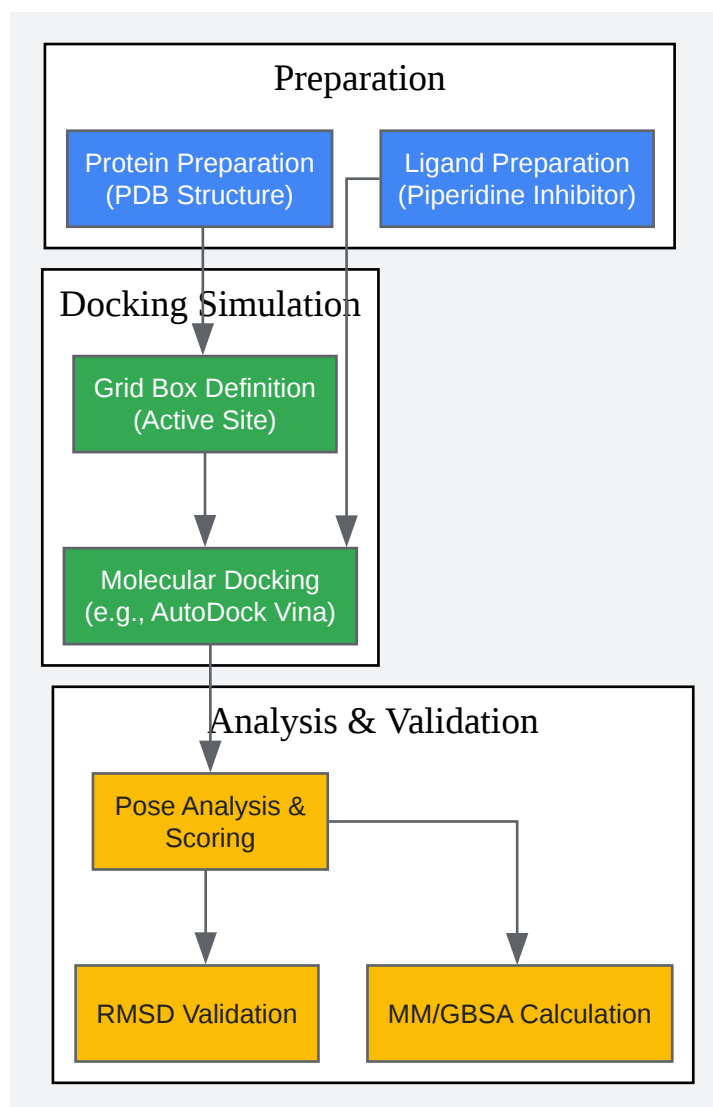 Preparation
Protein Preparation
(PDB Structure)
Ligand Preparation
(Piperidine Inhibitor)
Docking Simulation
Grid Box Definition
(Active Site)
Molecular Docking
(e.g., AutoDock Vina)
Analysis & Validation
Pose Analysis &
Scoring
RMSD Validation
MM/GBSA Calculation